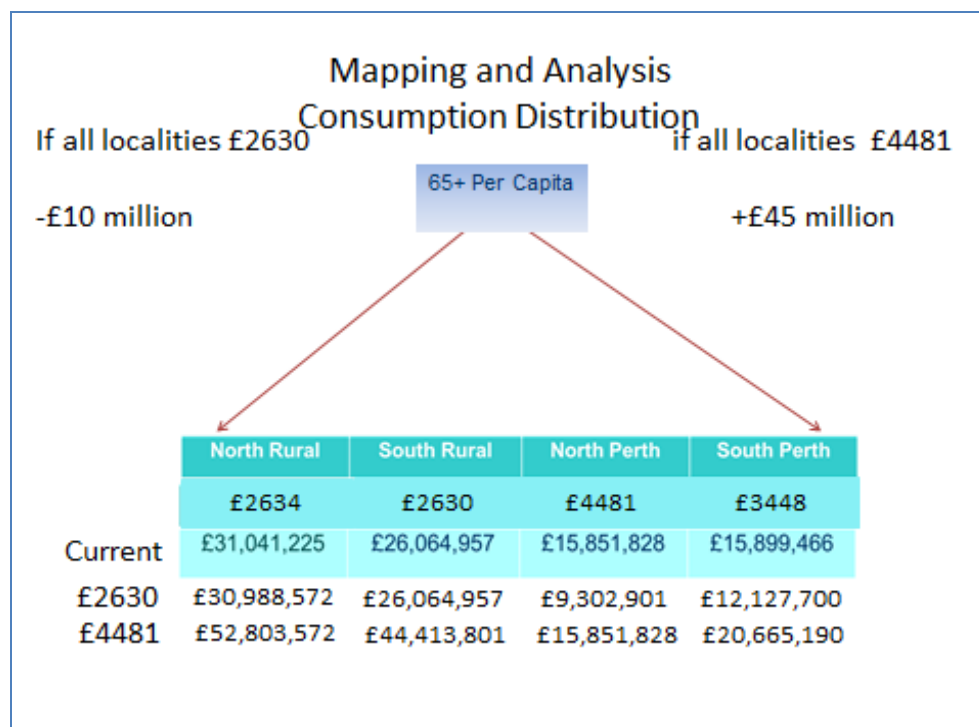 Mapping and Analysis
Consumption Distribution
If all localities £2630
if all localities £4481
65+ Per Capita
-£10 million
+£45 million
North Rural South Rural North Perth South Perth
£2634 £2630 £4481 £3448
Current £31,041,225 £26,064,957 £15,851,828 £15,899,466
£2630 £30,988,572 £26,064,957 £9,302,901 £12,127,700
£4481 £52,803,572 £44,413,801 £15,851,828 £20,665,190